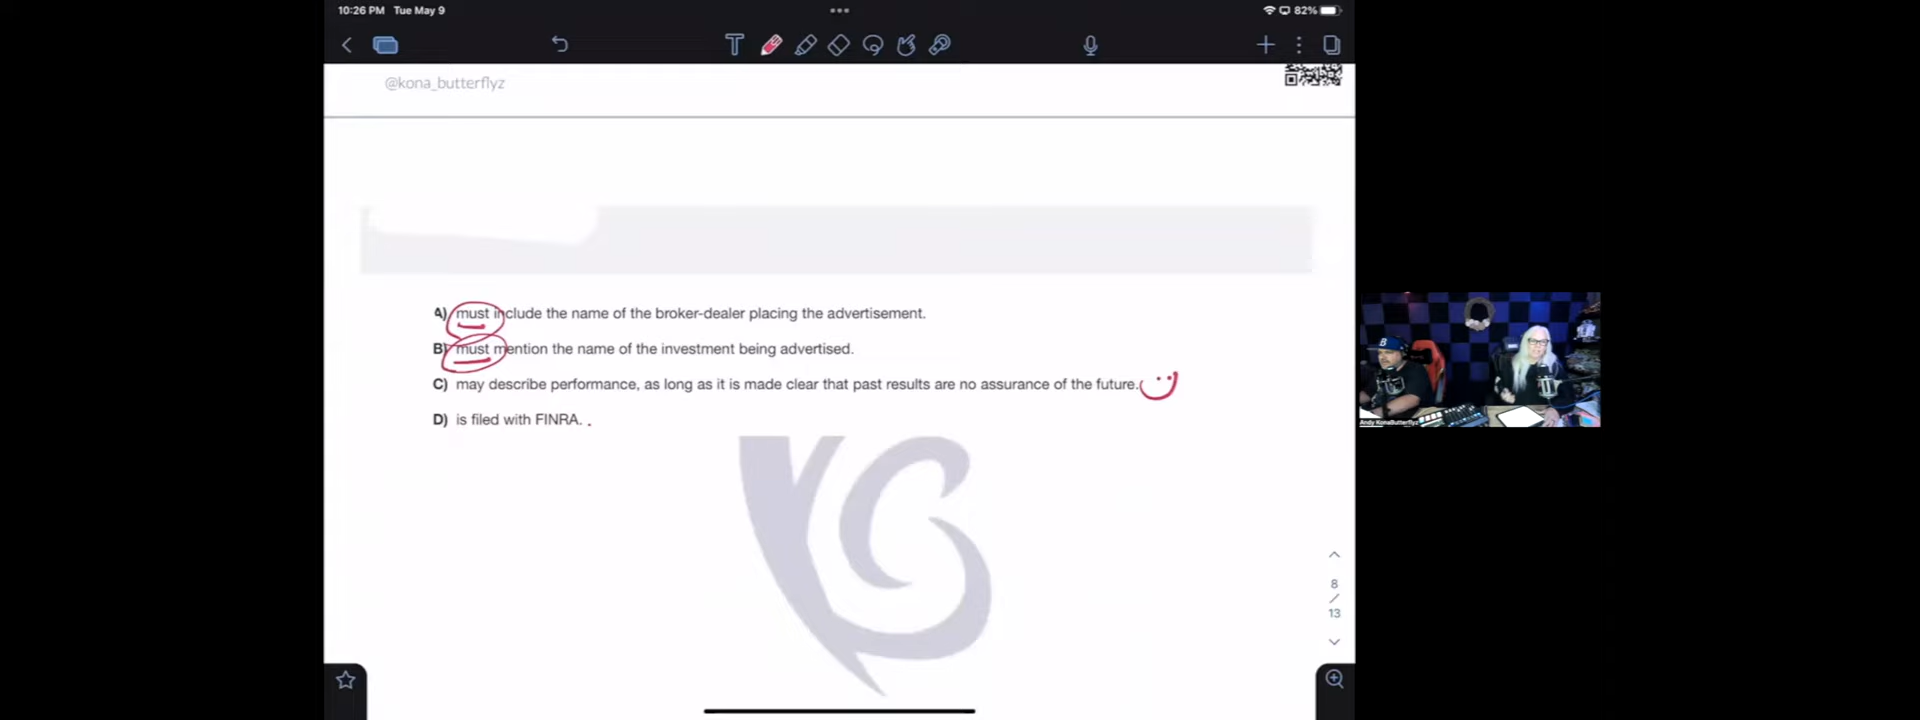 10:26 PM Tue May 9
82%
@kona_butterflyz
A) must include the name of the broker-dealer placing the advertisement.
B) must mention the name of the investment being advertised.
C) may describe performance, as long as it is made clear that past results are no assurance of the future.
D) is filed with FINRA. .
8
/
13
Andy KonaButterflyz